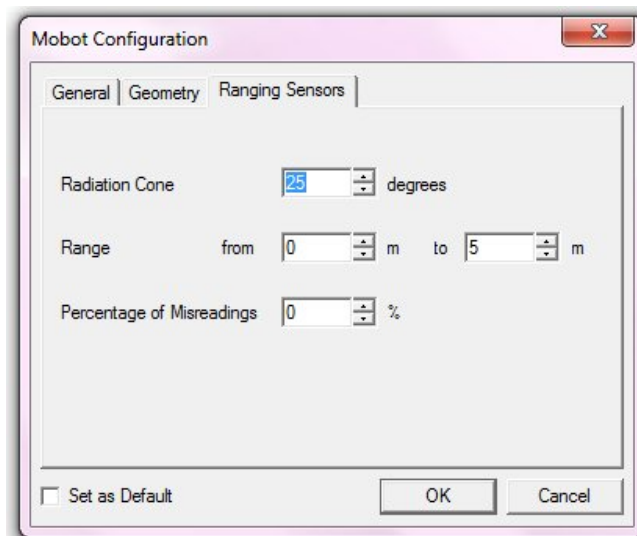 Mobot Configuration
General Geometry Ranging Sensors
Radiation Cone 25 degrees
Range from 0 m to 5 m
Percentage of Misreadings 0 %
Set as Default OK Cancel